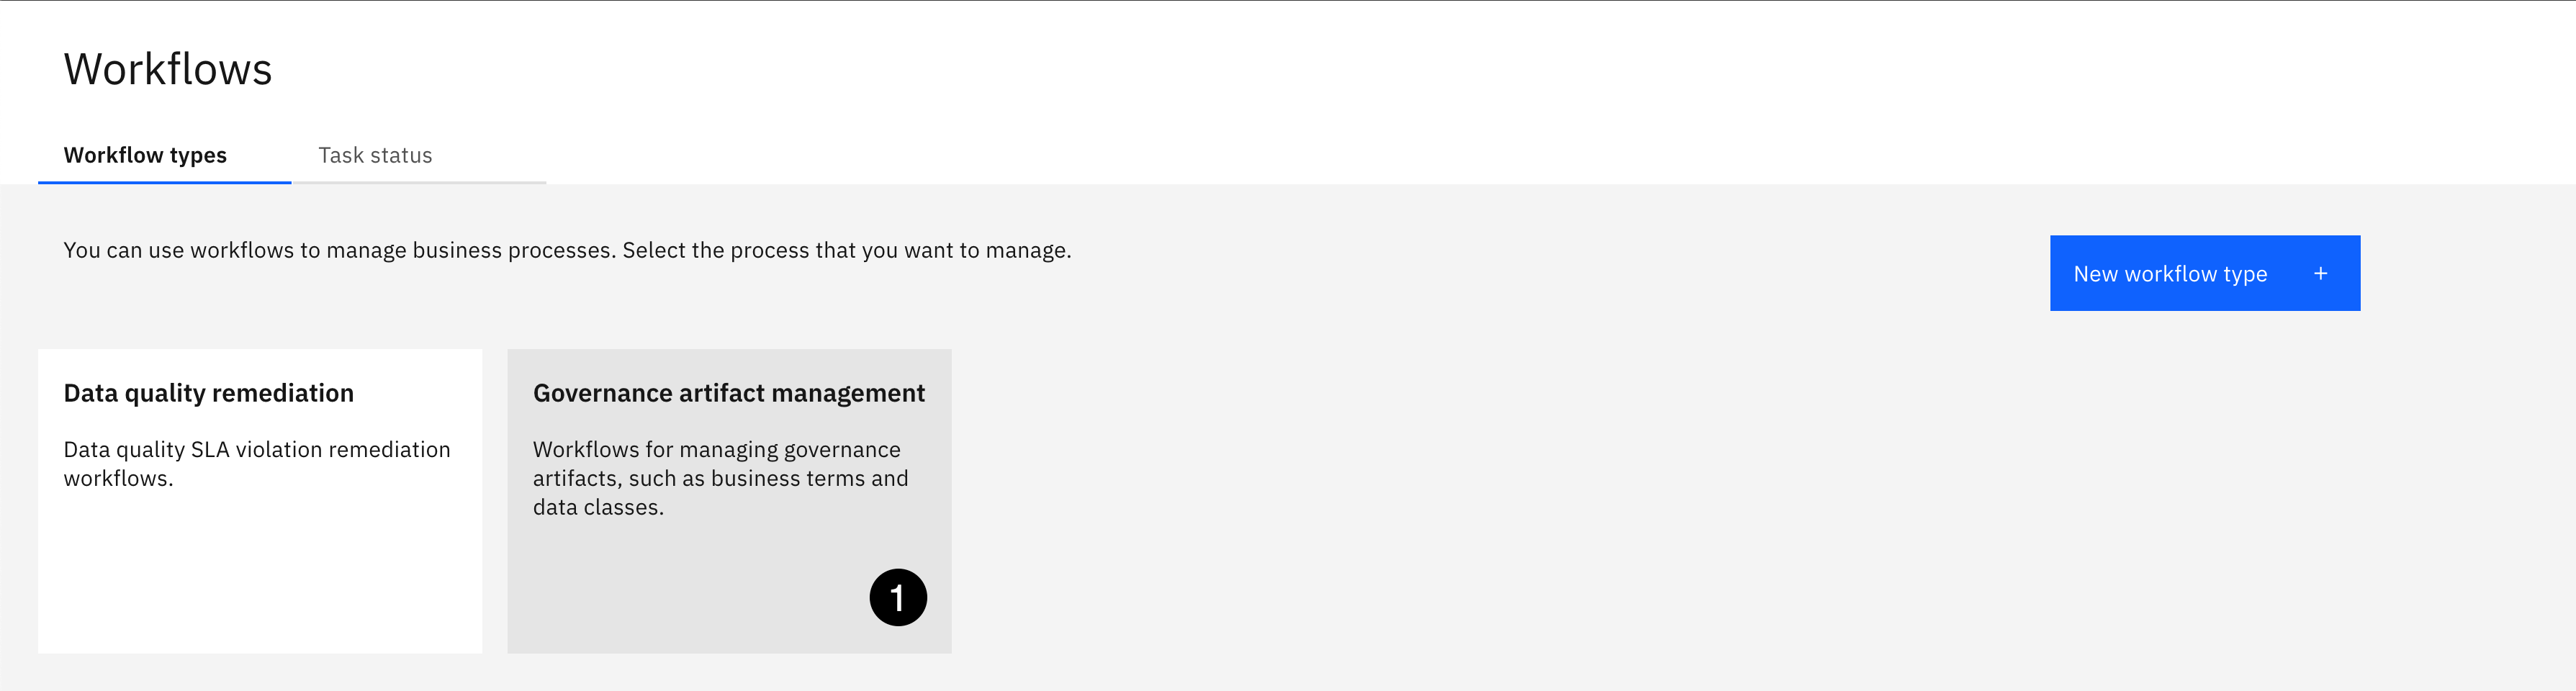 Workflows
Workflow types
Task status
You can use workflows to manage business processes. Select the process that you want to manage.
New workflow type +
Data quality remediation
Data quality SLA violation remediation
workflows.
Governance artifact management
Workflows for managing governance
artifacts, such as business terms and
data classes.
1